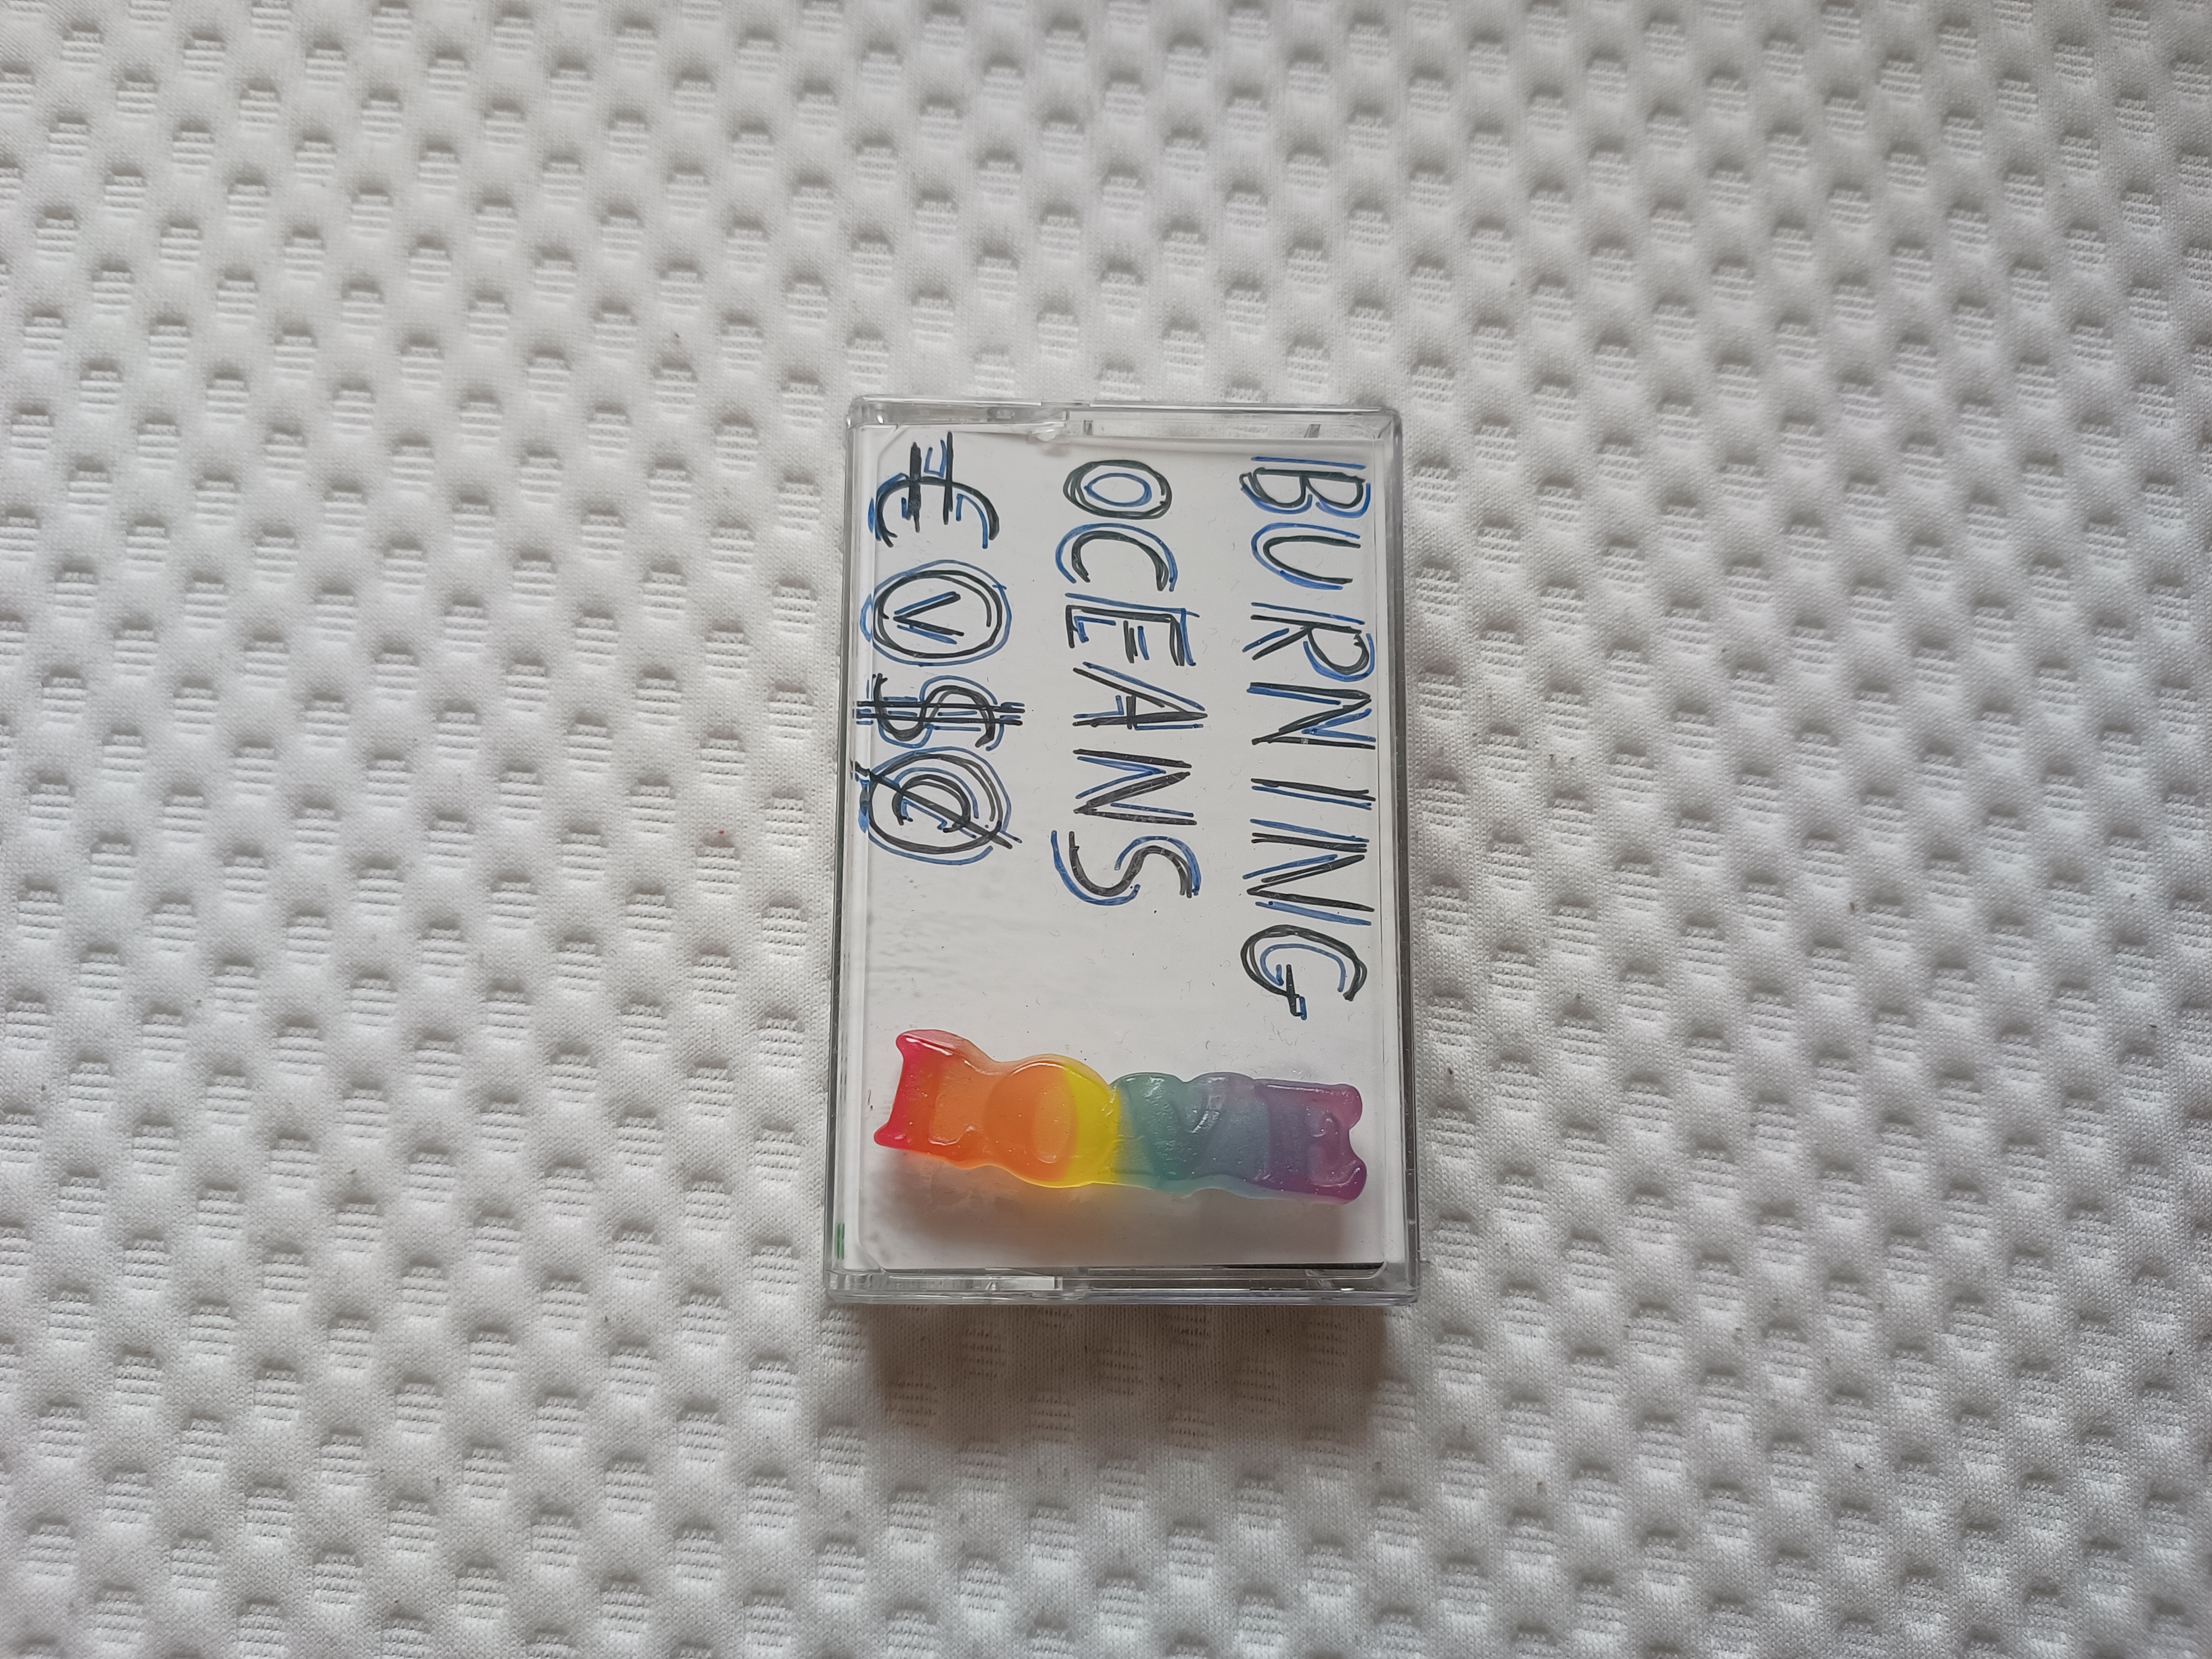 BURNING
OCEANS
€Ⓥ$🄯
LOVE